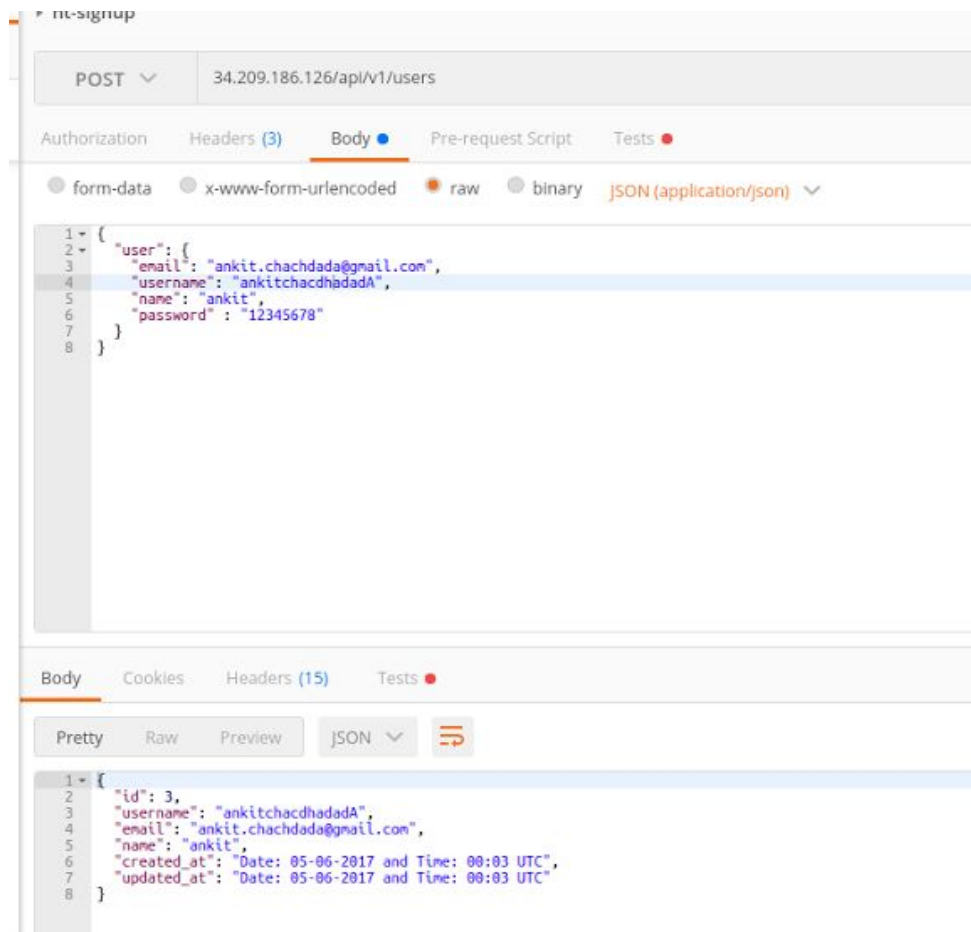 nt-signup
POST 34.209.186.126/api/v1/users
Authorization Headers (3) Body Pre-request Script Tests
form-data x-www-form-urlencoded raw binary JSON (application/json)
1 {
2 "user": {
3 "email": "ankit.chachdada@gmail.com",
4 "username": "ankitchacdhadadA",
5 "name": "ankit",
6 "password" : "12345678"
7 }
8 }
Body Cookies Headers (15) Tests
Pretty Raw Preview JSON
1 {
2 "id": 3,
3 "username": "ankitchacdhadadA",
4 "email": "ankit.chachdada@gmail.com",
5 "name": "ankit",
6 "created_at": "Date: 05-06-2017 and Time: 00:03 UTC",
7 "updated_at": "Date: 05-06-2017 and Time: 00:03 UTC"
8 }